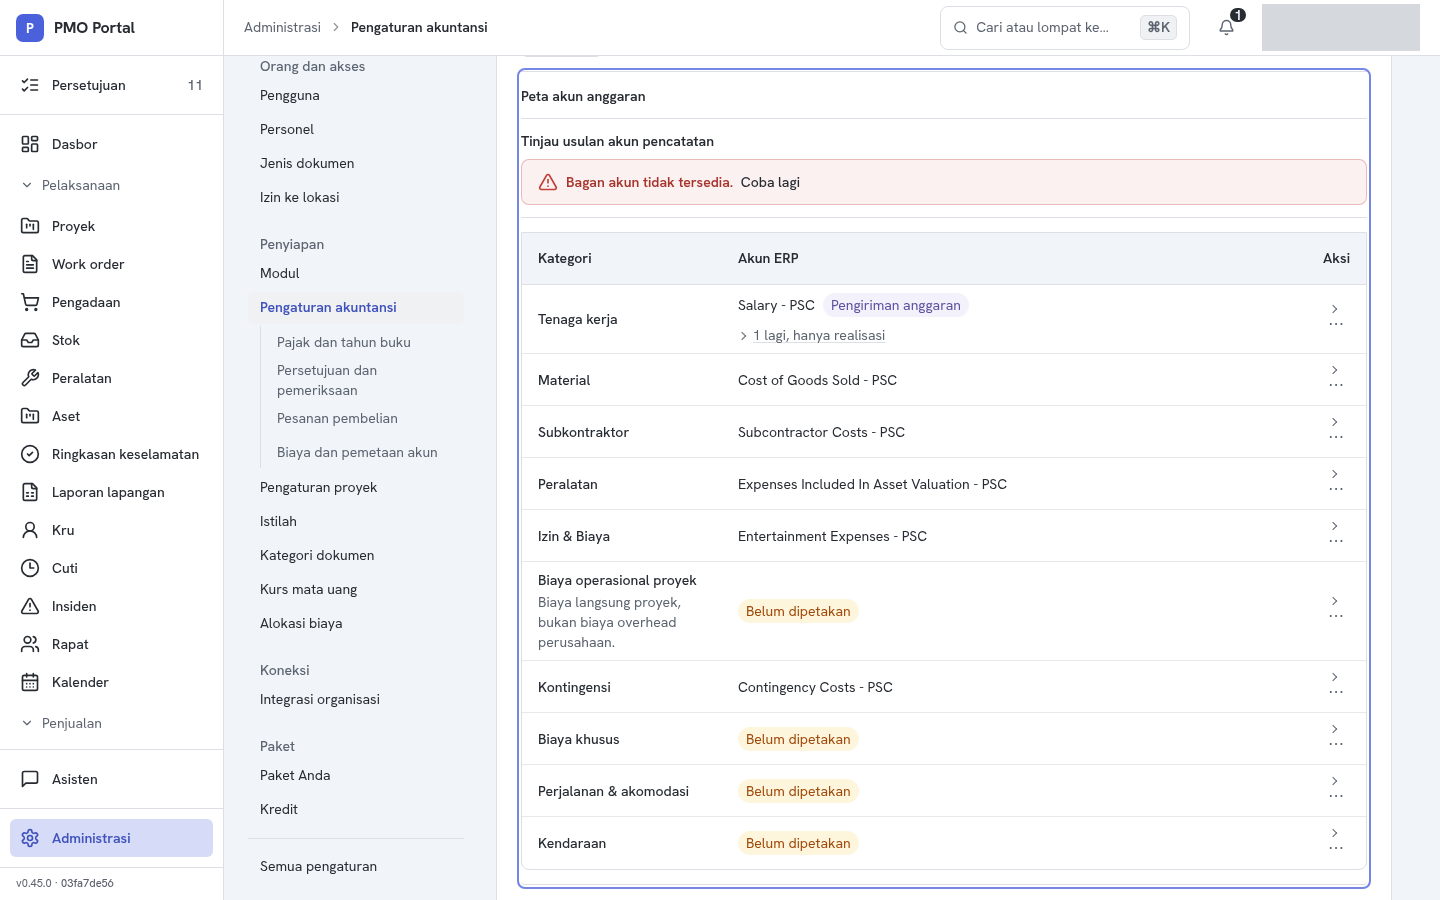 P PMO Portal
Administrasi > Pengaturan akuntansi
Cari atau lompat ke... ⌘K
1
Persetujuan 11
Dasbor
Pelaksanaan
Proyek
Work order
Pengadaan
Stok
Peralatan
Aset
Ringkasan keselamatan
Laporan lapangan
Kru
Cuti
Insiden
Rapat
Kalender
Penjualan
Asisten
Administrasi
v0.45.0 · 03fa7de56
Orang dan akses
Pengguna
Personel
Jenis dokumen
Izin ke lokasi
Penyiapan
Modul
Pengaturan akuntansi
Pajak dan tahun buku
Persetujuan dan
pemeriksaan
Pesanan pembelian
Biaya dan pemetaan akun
Pengaturan proyek
Istilah
Kategori dokumen
Kurs mata uang
Alokasi biaya
Koneksi
Integrasi organisasi
Paket
Paket Anda
Kredit
Semua pengaturan
Peta akun anggaran
Tinjau usulan akun pencatatan
Bagan akun tidak tersedia. Coba lagi
Kategori Akun ERP Aksi
Tenaga kerja Salary - PSC Pengiriman anggaran
> 1 lagi, hanya realisasi
...
Material Cost of Goods Sold - PSC ...
Subkontraktor Subcontractor Costs - PSC ...
Peralatan Expenses Included In Asset Valuation - PSC ...
Izin & Biaya Entertainment Expenses - PSC ...
Biaya operasional proyek
Biaya langsung proyek,
bukan biaya overhead
perusahaan.
Belum dipetakan ...
Kontingensi Contingency Costs - PSC ...
Biaya khusus Belum dipetakan ...
Perjalanan & akomodasi Belum dipetakan ...
Kendaraan Belum dipetakan ...